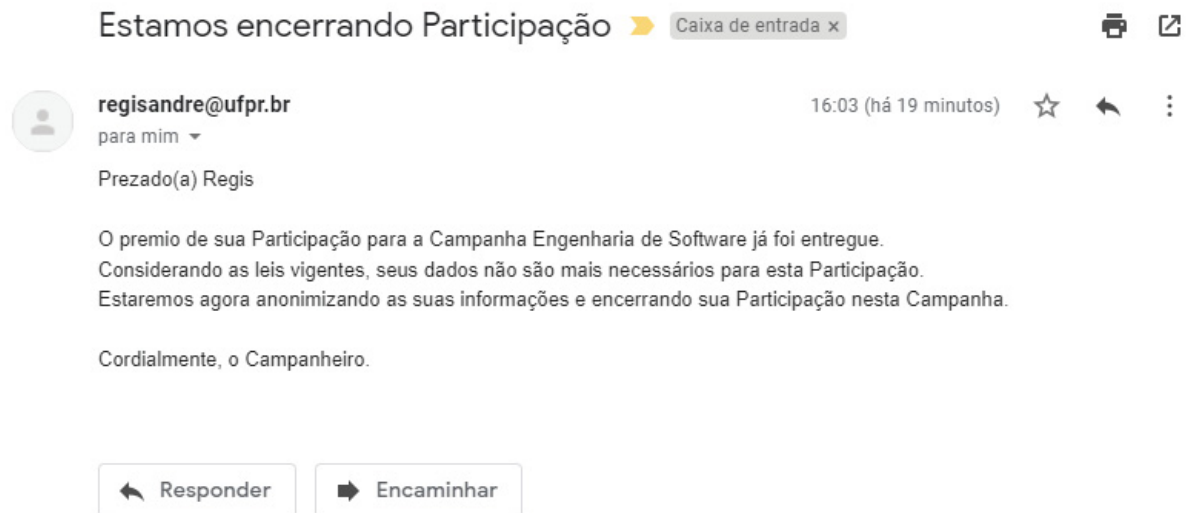 Estamos encerrando Participação
Caixa de entrada x
regisandre@ufpr.br
16:03 (há 19 minutos)
para mim
Prezado(a) Regis
O premio de sua Participação para a Campanha Engenharia de Software já foi entregue.
Considerando as leis vigentes, seus dados não são mais necessários para esta Participação.
Estaremos agora anonimizando as suas informações e encerrando sua Participação nesta Campanha.
Cordialmente, o Campanheiro.
Responder
Encaminhar